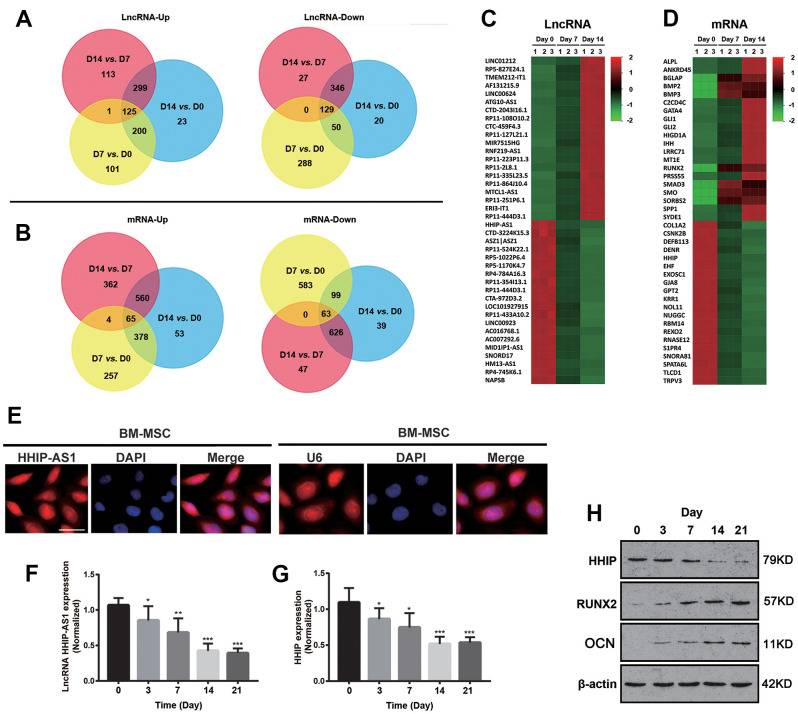 A
LncRNA-Up
D14 vs. D7
113
299
D14 vs. D0
23
1
125
200
D7 vs. D0
101
LncRNA-Down
D14 vs. D7
27
346
D14 vs. D0
20
0
129
50
D7 vs. D0
288
B
mRNA-Up
D14 vs. D7
362
560
D14 vs. D0
53
4
65
378
D7 vs. D0
257
mRNA-Down
D7 vs. D0
583
99
D14 vs. D0
39
0
63
626
D14 vs. D7
47
C
LncRNA
Day 0 Day 7 Day 14
1 2 3 1 2 3 1 2 3
LINC01212
RP5-827E24.1
TMEM212-IT1
AF131215.9
LINC00624
ATG10-AS1
CTD-2043I16.1
RP11-108O10.2
CTC-459F4.3
RP11-127L21.1
MIR7515HG
RNF219-AS1
RP11-223P11.3
RP11-2L8.1
RP11-335L23.5
RP11-864J10.4
MTCL1-AS1
RP11-251P6.1
ERI3-IT1
RP11-444D3.1
HHIP-AS1
CTD-3224K15.3
ASZ1|ASZ1
RP11-524K22.1
RP5-1022P6.4
RP5-1170K4.7
RP4-784A16.3
RP11-354I13.1
RP11-444D3.1
CTA-972D3.2
LOC101927915
RP11-433A10.2
LINC00923
AC016768.1
AC007292.6
MID1IP1-AS1
SNORD17
HM13-AS1
RP4-745K6.1
NAPSB
2
1
0
-1
-2
D
mRNA
Day 0 Day 7 Day 14
1 2 3 1 2 3 1 2 3
ALPL
ANKRD45
BGLAP
BMP2
BMP3
C2CD4C
GATA4
GLI1
GLI2
HIGD1A
IHH
LRRC71
MT1E
RUNX2
PRSS55
SMAD3
SMO
SORBS2
SPP1
SYDE1
COL1A2
CSNK2B
DEFB113
DENR
HHIP
EHF
EXOSC1
GJA8
GPT2
KRR1
NOL11
NUGGC
RBM14
REXO2
RNASE12
S1PR4
SNORAB1
SPATA6L
TLCD1
TRPV3
2
1
0
-1
-2
E
BM-MSC
HHIP-AS1 DAPI Merge
BM-MSC
U6 DAPI Merge
F
LncRNA HHIP-AS1 expression
(Normalized)
1.5
1.0
0.5
0.0
* ** *** ***
0 3 7 14 21
Time (Day)
G
HHIP expression
(Normalized)
1.5
1.0
0.5
0.0
* * *** ***
0 3 7 14 21
Time (Day)
H
Day
0 3 7 14 21
HHIP 79KD
RUNX2 57KD
OCN 11KD
β-actin 42KD